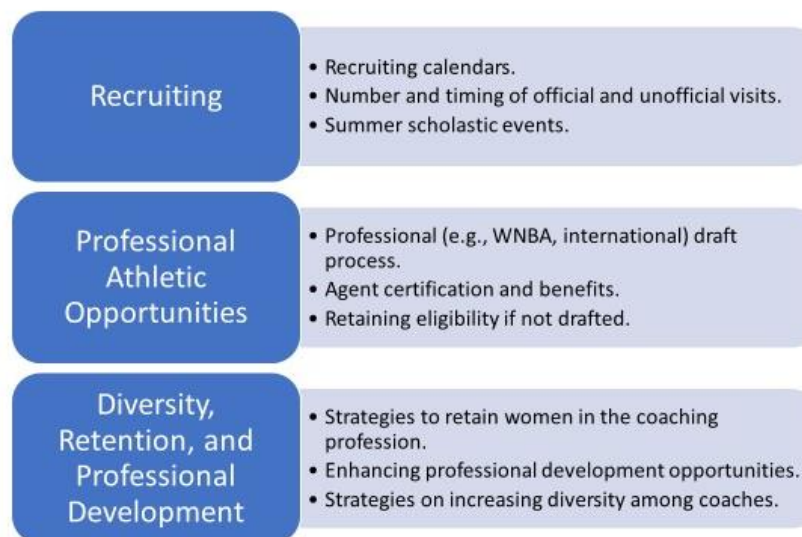 Recruiting
• Recruiting calendars.
• Number and timing of official and unofficial visits.
• Summer scholastic events.
Professional
Athletic
Opportunities
• Professional (e.g., WNBA, international) draft
process.
• Agent certification and benefits.
• Retaining eligibility if not drafted.
Diversity,
Retention, and
Professional
Development
• Strategies to retain women in the coaching
profession.
• Enhancing professional development opportunities.
• Strategies on increasing diversity among coaches.